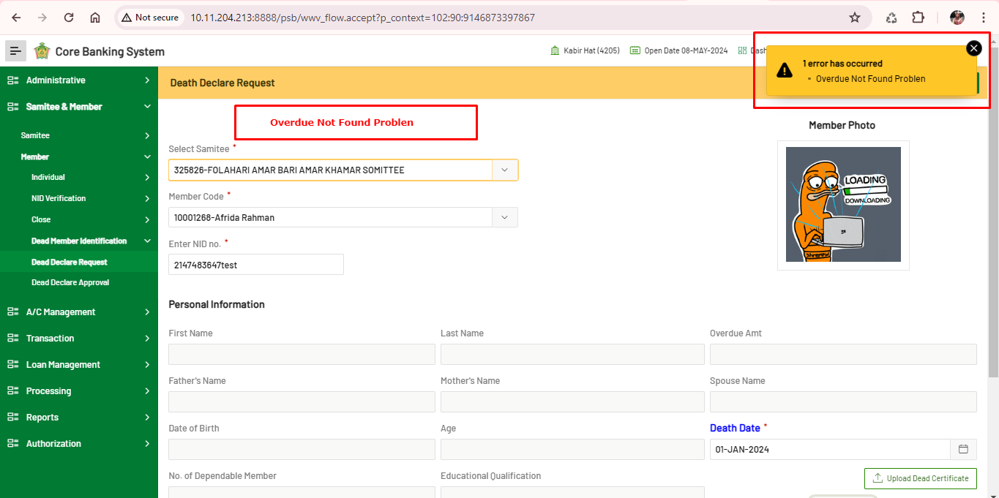 Not secure
10.11.204.213:8888/psb/wwv_flow.accept?p_context=102:90:9146873397867
Core Banking System
Kabir Hat (4205)
Open Date 08-MAY-2024
Dash
1 error has occurred
Overdue Not Found Problen
Administrative
Samitee & Member
Samitee
Member
Individual
NID Verification
Close
Dead Member Identification
Dead Declare Request
Dead Declare Approval
A/C Management
Transaction
Loan Management
Processing
Reports
Authorization
Death Declare Request
Overdue Not Found Problen
Select Samitee *
325826-FOLAHARI AMAR BARI AMAR KHAMAR SOMITTEE
Member Code *
10001268-Afrida Rahman
Enter NID no. *
2147483647test
Member Photo
LOADING
DOWNLOADING
Personal Information
First Name
Last Name
Overdue Amt
Father's Name
Mother's Name
Spouse Name
Date of Birth
Age
Death Date *
01-JAN-2024
No. of Dependable Member
Educational Qualification
Upload Dead Certificate